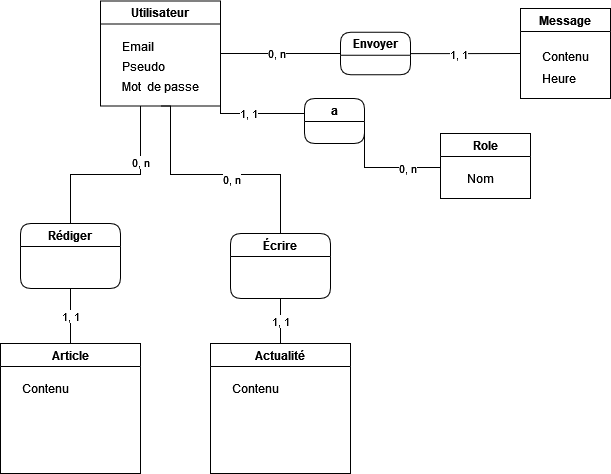 Utilisateur
Email
Pseudo
Mot de passe
0, n
Envoyer
1, 1
Message
Contenu
Heure
1, 1
a
0, n
Role
Nom
0, n
0, n
Rédiger
Écrire
1, 1
1, 1
Article
Contenu
Actualité
Contenu